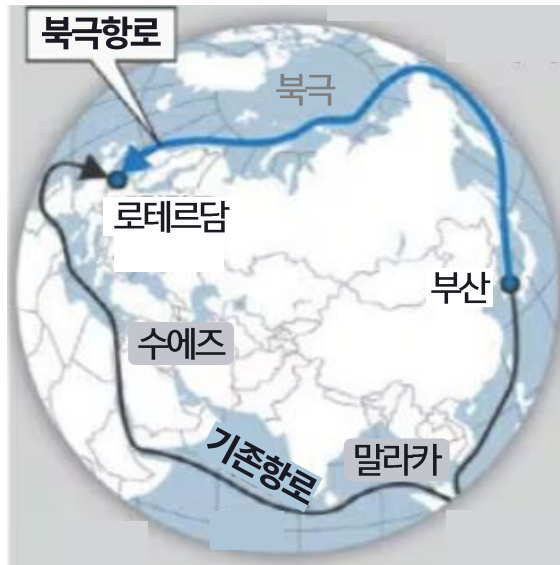 북극항로
북극
로테르담
부산
수에즈
기존항로
말라카